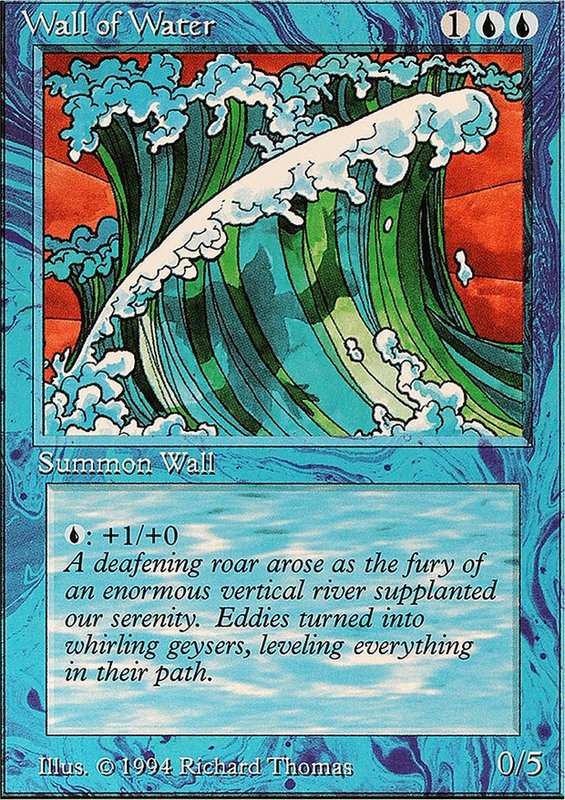 Wall of Water 1
Summon Wall
: +1/+0
A deafening roar arose as the fury of
an enormous vertical river supplanted
our serenity. Eddies turned into
whirling geysers, leveling everything
in their path.
Illus. © 1994 Richard Thomas 0/5